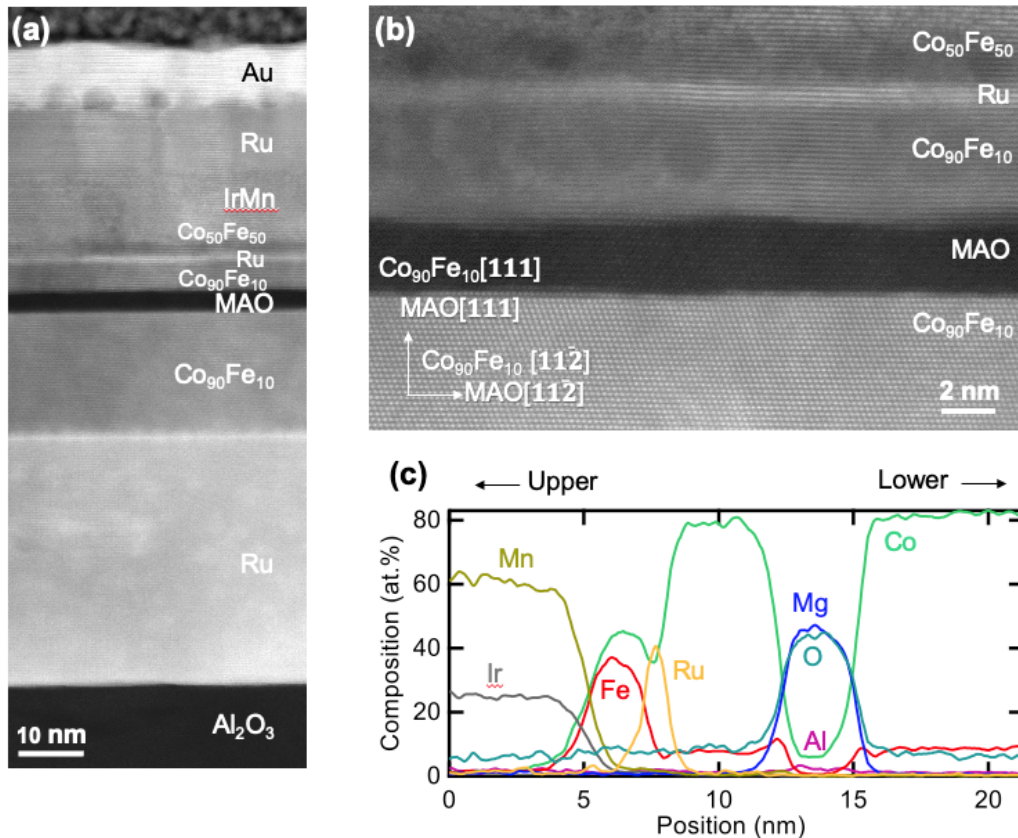 (a)
Au
Ru
IrMn
Co₅₀Fe₅₀
Ru
Co₉₀Fe₁₀
MAO
Co₉₀Fe₁₀
Ru
10 nm
Al₂O₃
(b)
Co₅₀Fe₅₀
Ru
Co₉₀Fe₁₀
MAO
Co₉₀Fe₁₀[111]
MAO[111]
Co₉₀Fe₁₀
Co₉₀Fe₁₀ [112̄]
MAO[112̄]
2 nm
(c)
← Upper
Lower →
Composition (at.%)
80
60
40
20
0
Mn
Ir
Fe
Ru
Mg
O
Al
Co
0 5 10 15 20
Position (nm)